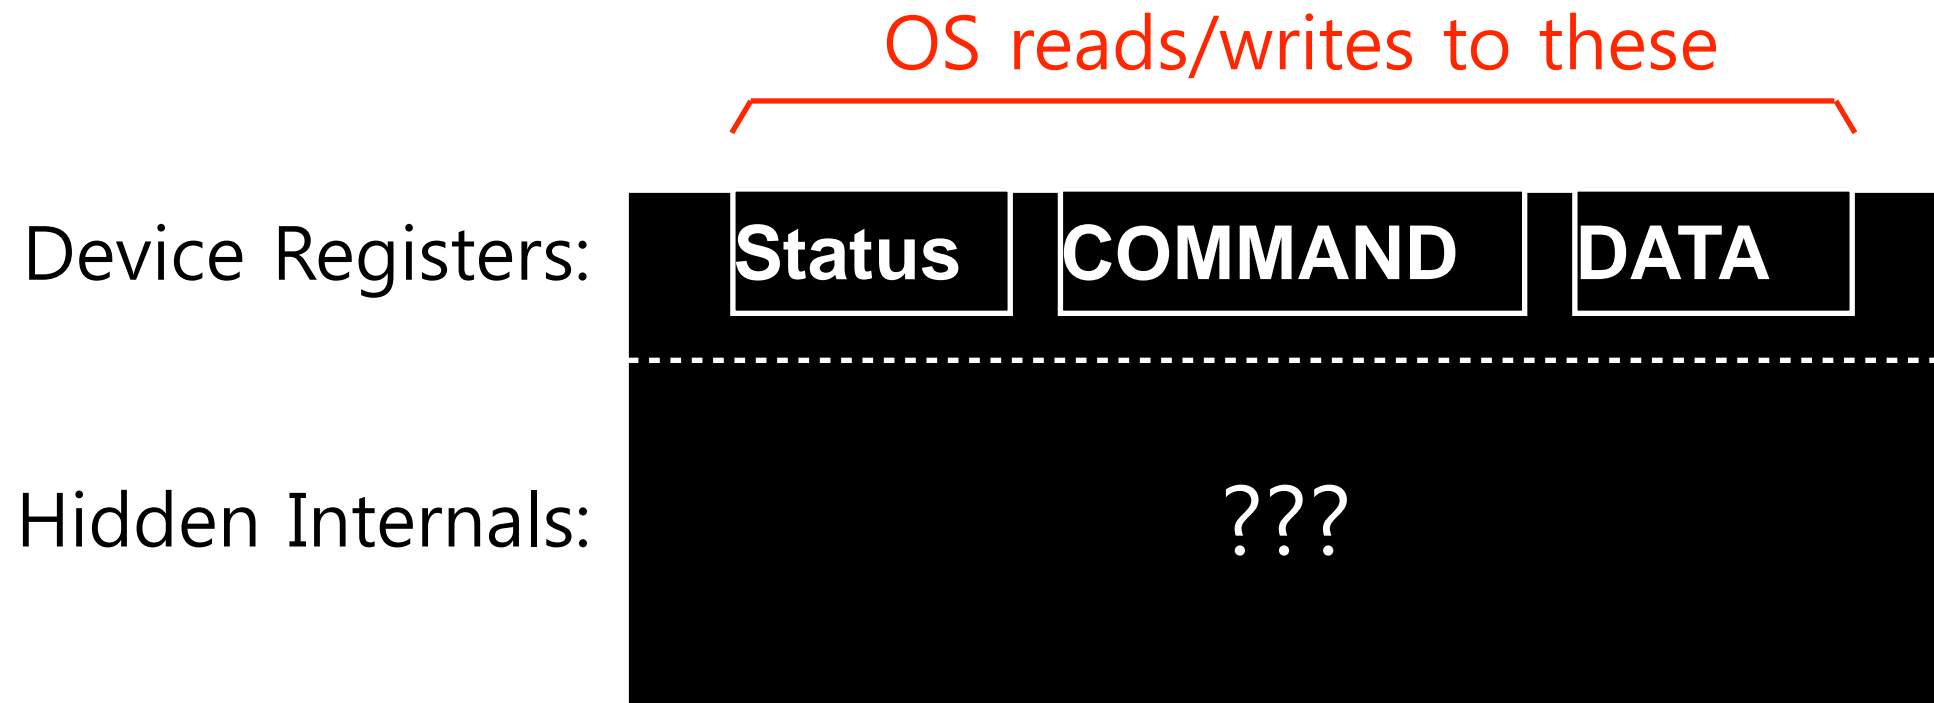 OS reads/writes to these
Device Registers: Status COMMAND DATA
Hidden Internals: ???